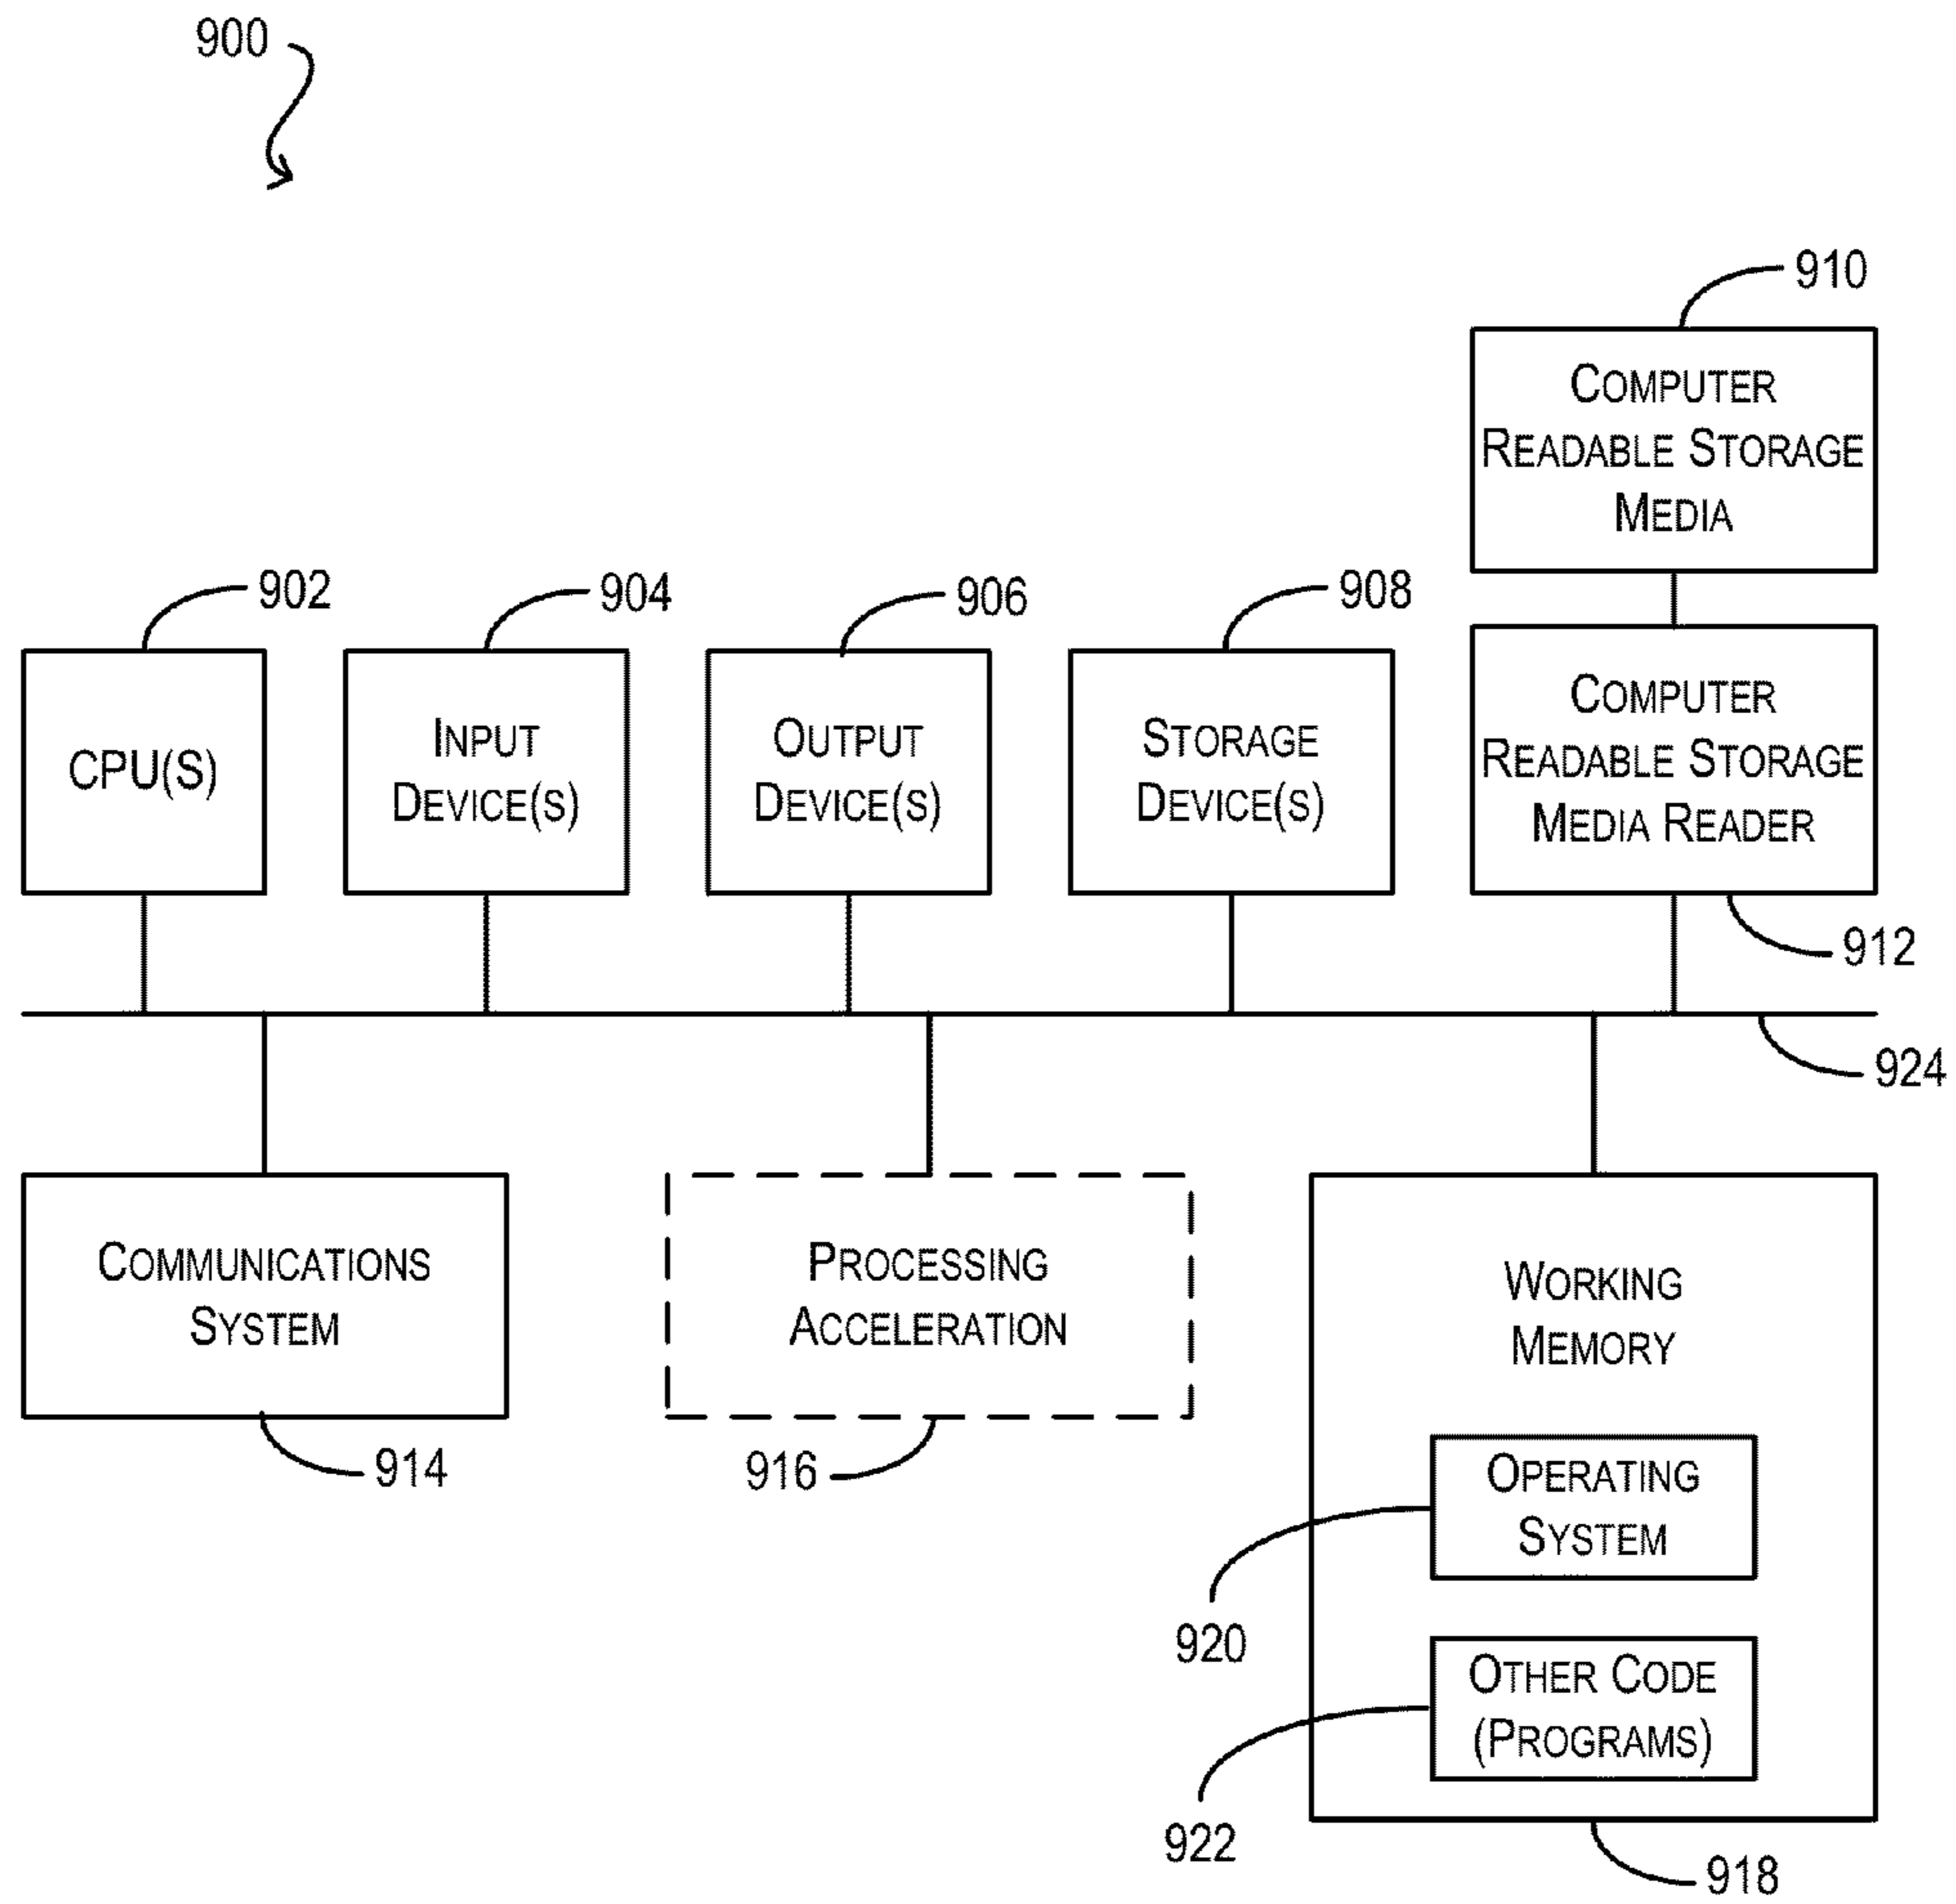 900
910
COMPUTER
READABLE STORAGE
MEDIA
902
904
906
908
CPU(S)
INPUT
DEVICE(S)
OUTPUT
DEVICE(S)
STORAGE
DEVICE(S)
COMPUTER
READABLE STORAGE
MEDIA READER
912
924
COMMUNICATIONS
SYSTEM
914
PROCESSING
ACCELERATION
916
WORKING
MEMORY
OPERATING
SYSTEM
920
OTHER CODE
(PROGRAMS)
922
918